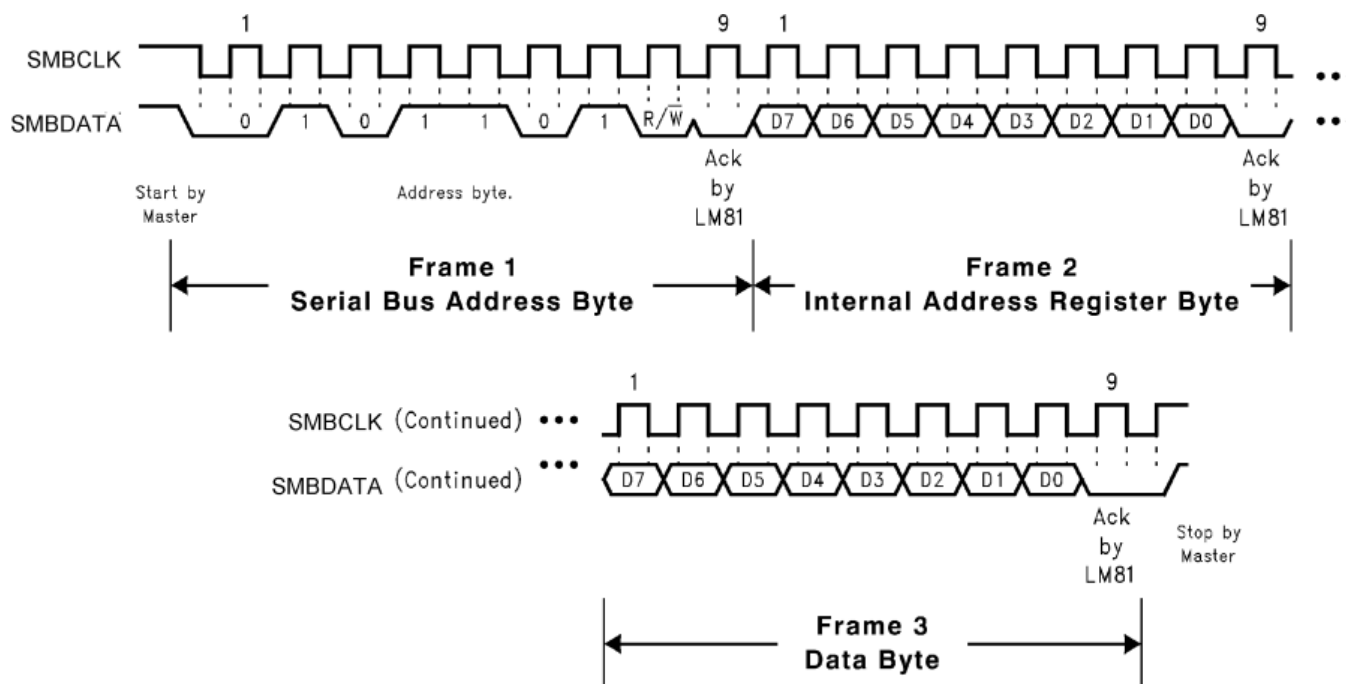 1 9 1 9
SMBCLK
SMBDATA 0 1 0 1 1 0 1 R/W̅ D7 D6 D5 D4 D3 D2 D1 D0
Start by
Master
Address byte.
Ack
by
LM81
Ack
by
LM81
Frame 1
Serial Bus Address Byte
Frame 2
Internal Address Register Byte
1 9
SMBCLK (Continued)
SMBDATA (Continued) D7 D6 D5 D4 D3 D2 D1 D0
Ack
by
LM81
Stop by
Master
Frame 3
Data Byte